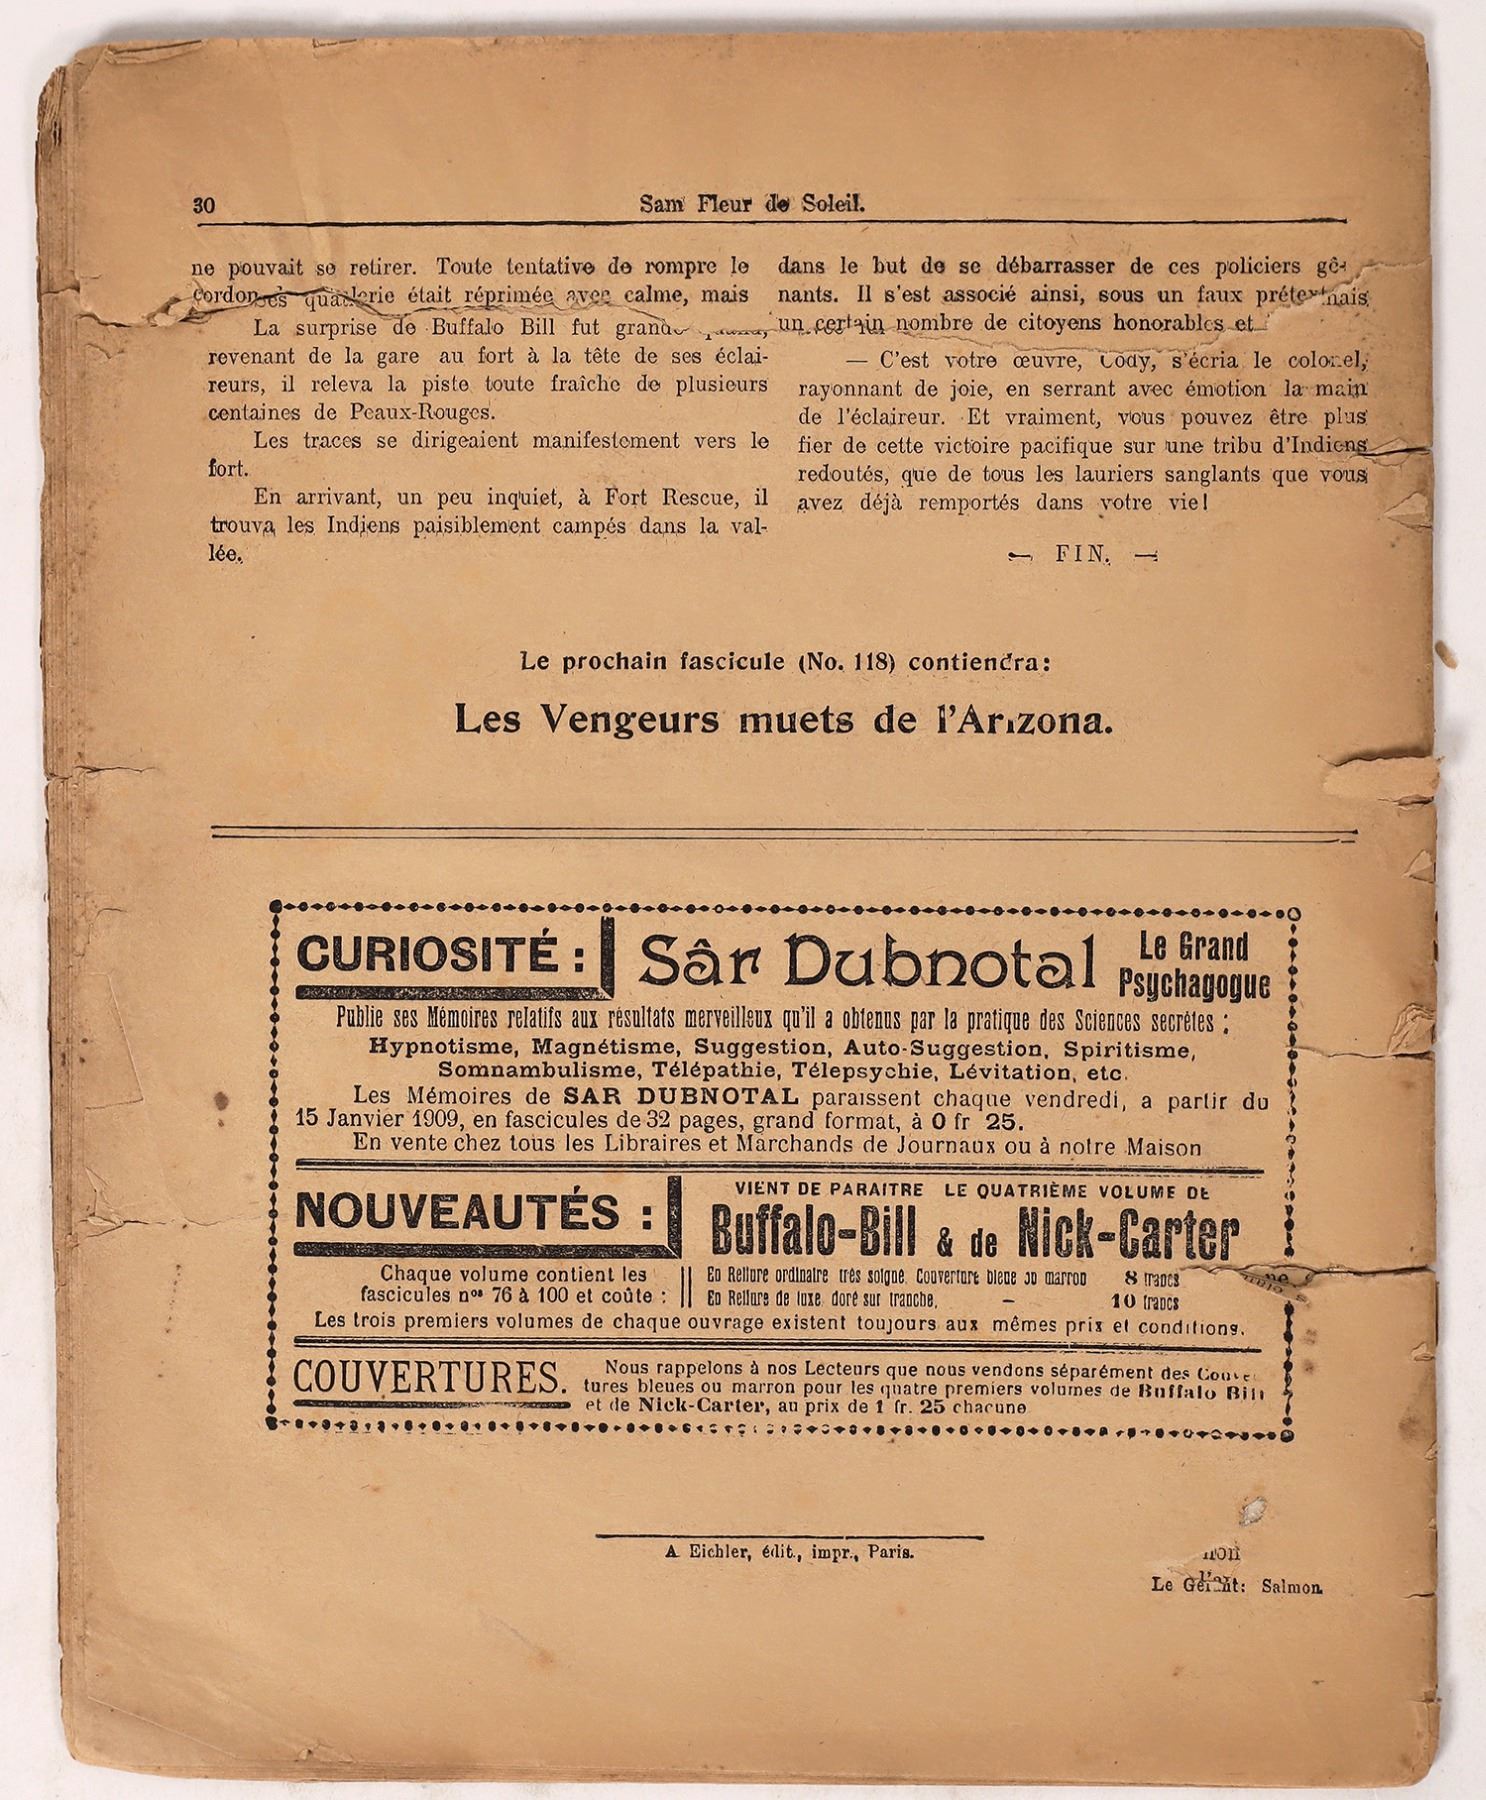 30
Sam Fleur de Soleil.
ne pouvait se retirer. Toute tentative de rompre le
était réprimée avec calme, mais
La surprise de Buffalo Bill fut
revenant de la gare au fort à la tête de ses éclai-
reurs, il releva la piste toute fraîche de plusieurs
centaines de Peaux-Rouges.
Les traces se dirigeaient manifestement vers le
fort.
En arrivant, un peu inquiet, à Fort Rescue, il
trouva les Indiens paisiblement campés dans la val-
lée.
dans le but de se débarrasser de ces policiers gê-
nants. Il s'est associé ainsi, sous un faux
un certain nombre de citoyens honorables et
— C'est votre œuvre, Cody, s'écria le colonel,
rayonnant de joie, en serrant avec émotion la main
de l'éclaireur. Et vraiment, vous pouvez être plus
fier de cette victoire pacifique sur une tribu d'Indiens
redoutés, que de tous les lauriers sanglants que vous
avez déjà remportés dans votre vie!
— FIN. —
Le prochain fascicule (No. 118) contiendra:
Les Vengeurs muets de l'Arizona.
CURIOSITÉ :
Sâr Dubnotal
Le Grand
Psychagogue
Publie ses Mémoires relatifs aux résultats merveilleux qu'il a obtenus par la pratique des Sciences secrètes :
Hypnotisme, Magnétisme, Suggestion, Auto-Suggestion, Spiritisme,
Somnambulisme, Télépathie, Télepsychie, Lévitation, etc.
Les Mémoires de SAR DUBNOTAL paraissent chaque vendredi, a partir du
15 Janvier 1909, en fascicules de 32 pages, grand format, à 0 fr 25.
En vente chez tous les Libraires et Marchands de Journaux ou à notre Maison
NOUVEAUTÉS :
VIENT DE PARAITRE LE QUATRIÈME VOLUME DE
Buffalo-Bill & de Nick-Carter
Chaque volume contient les
fascicules nos 76 à 100 et coûte :
En Reliure ordinaire très soigné, Couverture bleue ou marron 8 francs
En Reliure de luxe, doré sur tranche, — 10 francs
Les trois premiers volumes de chaque ouvrage existent toujours aux mêmes prix et conditions.
COUVERTURES.
Nous rappelons à nos Lecteurs que nous vendons séparément des Couver
tures bleues ou marron pour les quatre premiers volumes de Buffalo Bill
et de Nick-Carter, au prix de 1 fr. 25 chacune
A. Eichler, édit., impr., Paris.
Le Gérant: Salmon.